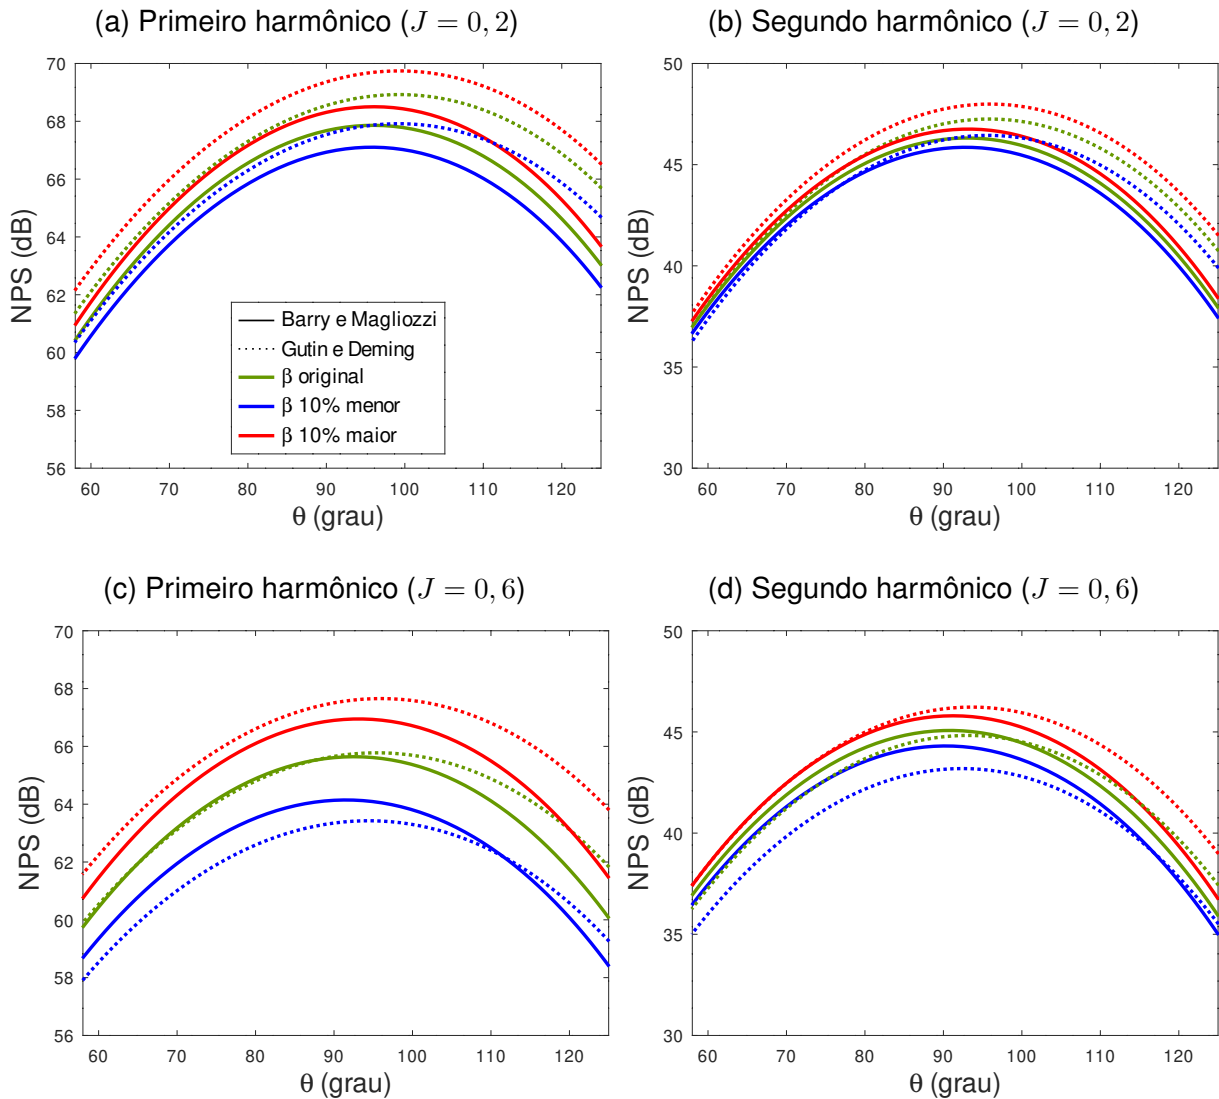 (a) Primeiro harmônico (J = 0, 2)
70
68
66
64
62
60
58
56
NPS (dB)
Barry e Magliozzi
Gutin e Deming
β original
β 10% menor
β 10% maior
60 70 80 90 100 110 120
θ (grau)
(b) Segundo harmônico (J = 0, 2)
50
45
40
35
30
NPS (dB)
60 70 80 90 100 110 120
θ (grau)
(c) Primeiro harmônico (J = 0, 6)
70
68
66
64
62
60
58
56
NPS (dB)
60 70 80 90 100 110 120
θ (grau)
(d) Segundo harmônico (J = 0, 6)
50
45
40
35
30
NPS (dB)
60 70 80 90 100 110 120
θ (grau)